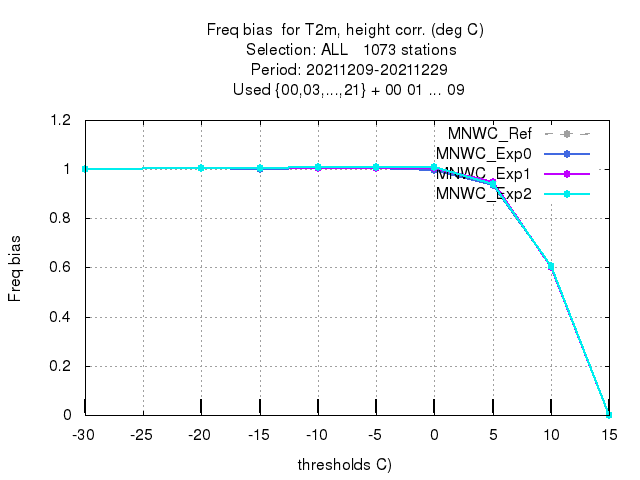 Freq bias  for T2m, height corr. (deg C)
Selection: ALL   1073 stations
Period: 20211209-20211229
Used {00,03,...,21} + 00 01 ... 09
MNWC_Ref
MNWC_Exp0
MNWC_Exp1
MNWC_Exp2
1.2
1
0.8
0.6
0.4
0.2
0
Freq bias
-30 -25 -20 -15 -10 -5 0 5 10 15
thresholds C)